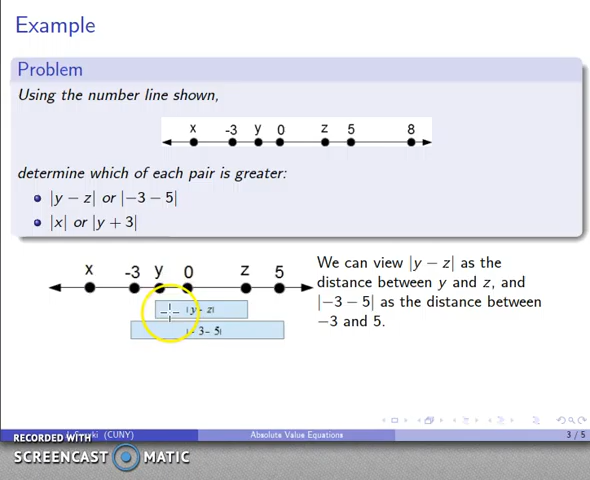 Example
Problem
Using the number line shown,
x -3 y 0 z 5 8
determine which of each pair is greater:
|y − z| or |−3 − 5|
|x| or |y + 3|
x -3 y 0 z 5
We can view |y − z| as the
distance between y and z, and
|−3 − 5| as the distance between
−3 and 5.
|y − z|
|−3 − 5|
(CUNY)
Absolute Value Equations
3 / 5
RECORDED WITH
SCREENCAST MATIC